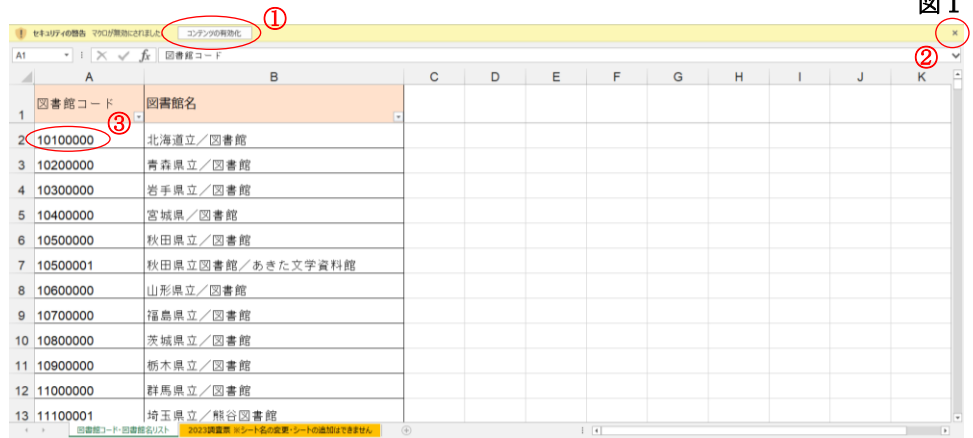 図1
①
セキュリティの警告 マクロが無効にされました。 コンテンツの有効化 ×
A1 fx 図書館コード ②
A B C D E F G H I J K
1 図書館コード 図書館名
③
2 10100000 北海道立／図書館
3 10200000 青森県立／図書館
4 10300000 岩手県立／図書館
5 10400000 宮城県／図書館
6 10500000 秋田県立／図書館
7 10500001 秋田県立図書館／あきた文学資料館
8 10600000 山形県立／図書館
9 10700000 福島県立／図書館
10 10800000 茨城県立／図書館
11 10900000 栃木県立／図書館
12 11000000 群馬県立／図書館
13 11100001 埼玉県立／熊谷図書館
図書館コード・図書館名リスト 2023調査票 ※シート名の変更・シートの追加はできません